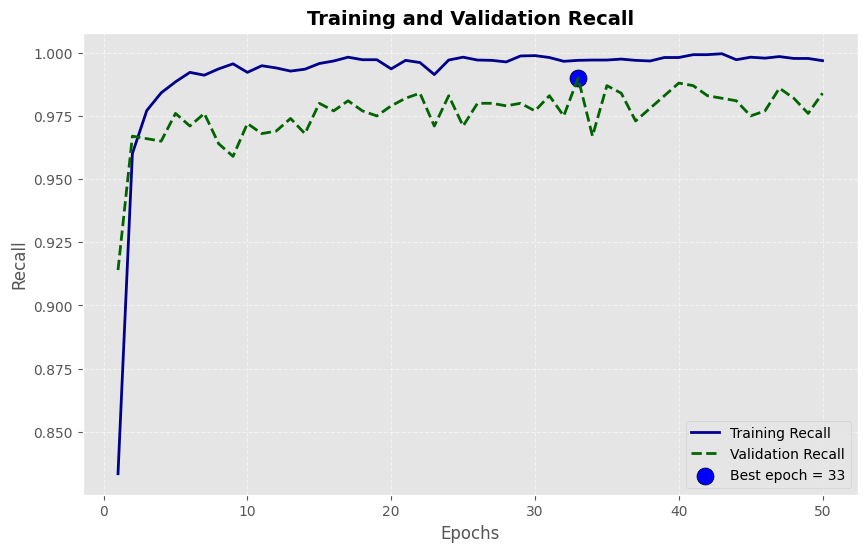 Training and Validation Recall
Recall
1.000
0.975
0.950
0.925
0.900
0.875
0.850
0
10
20
30
40
50
Epochs
Training Recall
Validation Recall
Best epoch = 33